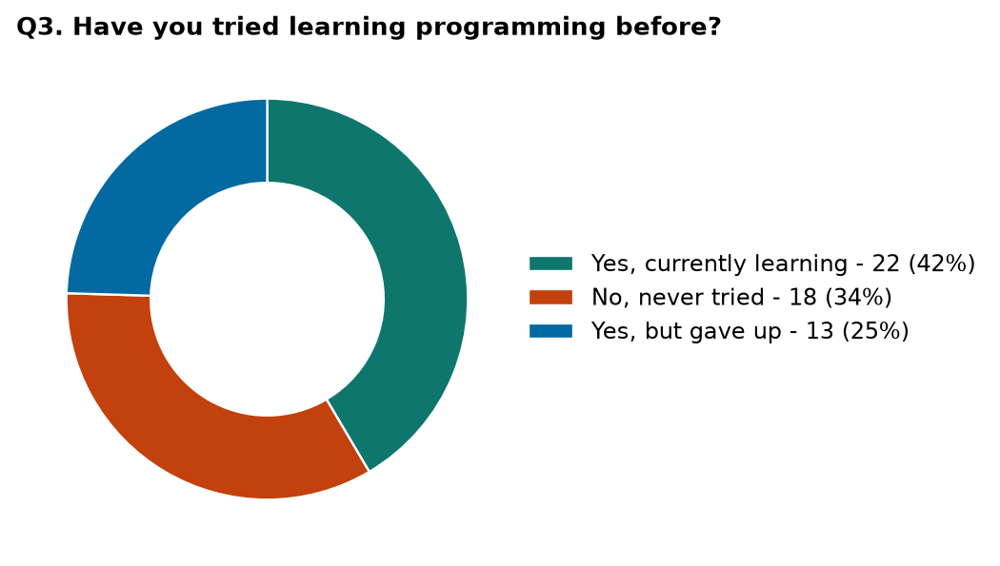 Q3. Have you tried learning programming before?
Yes, currently learning - 22 (42%)
No, never tried - 18 (34%)
Yes, but gave up - 13 (25%)